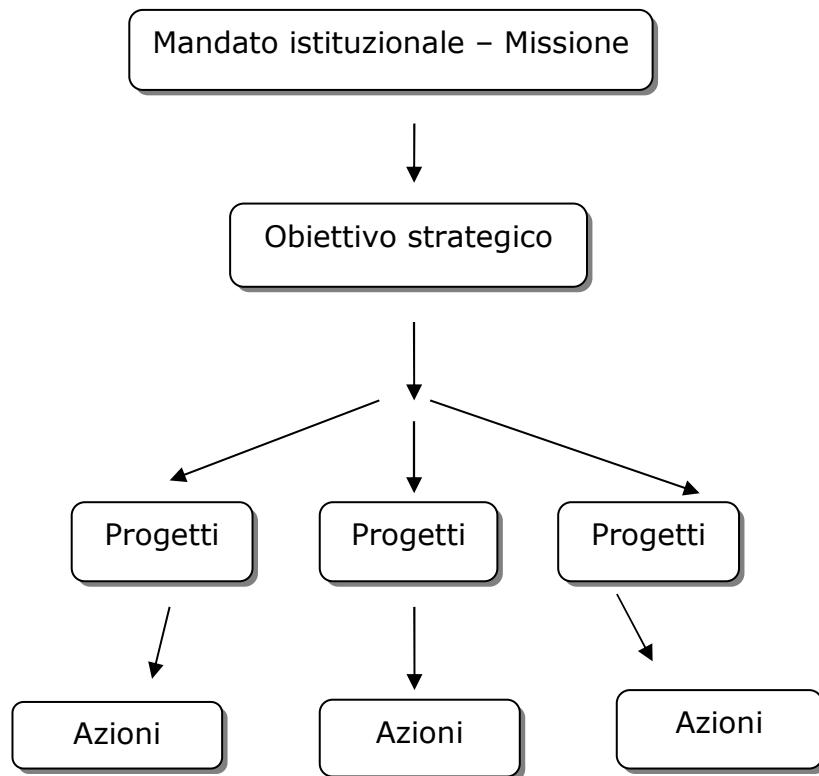 Mandato istituzionale – Missione
Obiettivo strategico
Progetti
Progetti
Progetti
Azioni
Azioni
Azioni